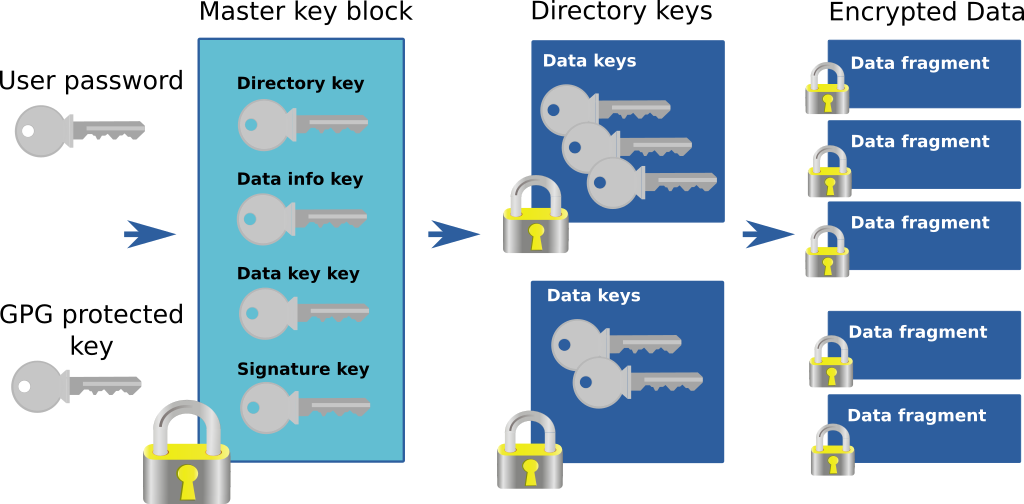 Master key block
Directory keys
Encrypted Data
User password
GPG protected
key
Directory key
Data info key
Data key key
Signature key
Data keys
Data keys
Data fragment
Data fragment
Data fragment
Data fragment
Data fragment